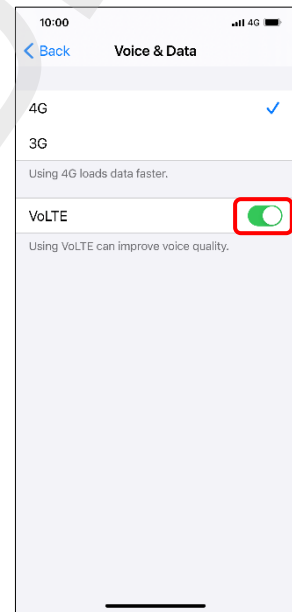 10:00
4G
Back
Voice & Data
4G
3G
Using 4G loads data faster.
VoLTE
Using VoLTE can improve voice quality.